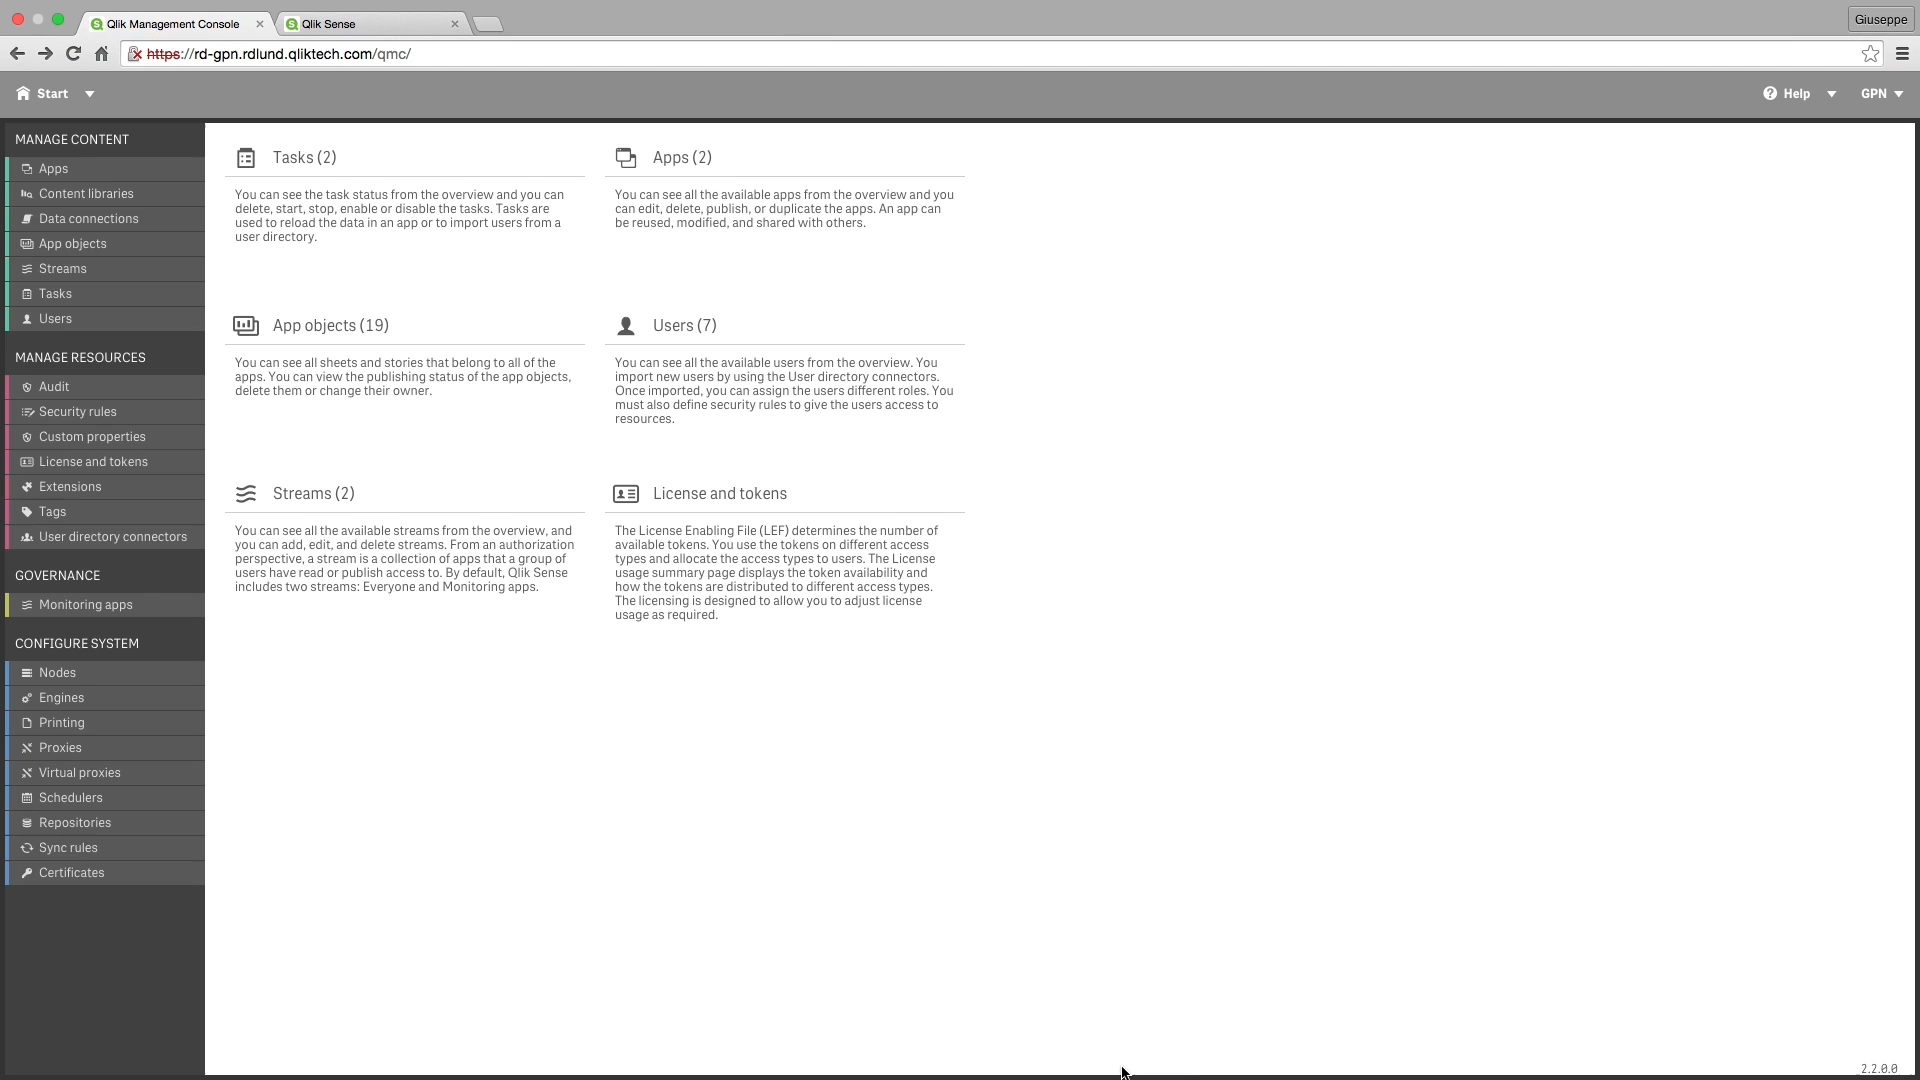 Qlik Management Console
Qlik Sense
Giuseppe
https://rd-gpn.rdlund.qliktech.com/qmc/
Start
Help
GPN
MANAGE CONTENT
Apps
Content libraries
Data connections
App objects
Streams
Tasks
Users
MANAGE RESOURCES
Audit
Security rules
Custom properties
License and tokens
Extensions
Tags
User directory connectors
GOVERNANCE
Monitoring apps
CONFIGURE SYSTEM
Nodes
Engines
Printing
Proxies
Virtual proxies
Schedulers
Repositories
Sync rules
Certificates
Tasks (2)
You can see the task status from the overview and you can
delete, start, stop, enable or disable the tasks. Tasks are
used to reload the data in an app or to import users from a
user directory.
Apps (2)
You can see all the available apps from the overview and you
can edit, delete, publish, or duplicate the apps. An app can
be reused, modified, and shared with others.
App objects (19)
You can see all sheets and stories that belong to all of the
apps. You can view the publishing status of the app objects,
delete them or change their owner.
Users (7)
You can see all the available users from the overview. You
import new users by using the User directory connectors.
Once imported, you can assign the users different roles. You
must also define security rules to give the users access to
resources.
Streams (2)
You can see all the available streams from the overview, and
you can add, edit, and delete streams. From an authorization
perspective, a stream is a collection of apps that a group of
users have read or publish access to. By default, Qlik Sense
includes two streams: Everyone and Monitoring apps.
License and tokens
The License Enabling File (LEF) determines the number of
available tokens. You use the tokens on different access
types and allocate the access types to users. The License
usage summary page displays the token availability and
how the tokens are distributed to different access types.
The licensing is designed to allow you to adjust license
usage as required.
2.2.0.0